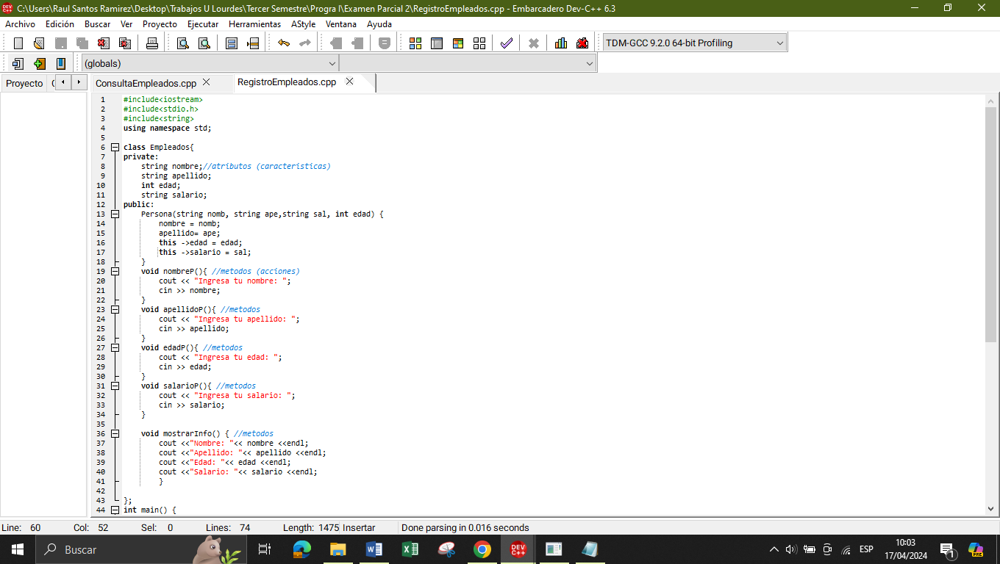 C:\Users\Raul Santos Ramirez\Desktop\Trabajos U Lourdes\Tercer Semestre\Progra I\Examen Parcial 2\RegistroEmpleados.cpp - Embarcadero Dev-C++ 6.3
Archivo Edición Buscar Ver Proyecto Ejecutar Herramientas AStyle Ventana Ayuda
TDM-GCC 9.2.0 64-bit Profiling
(globals)
Proyecto ConsultaEmpleados.cpp RegistroEmpleados.cpp
1 #include<iostream>
2 #include<stdio.h>
3 #include<string>
4 using namespace std;
5
6 class Empleados{
7 private:
8 string nombre;//atributos (caracteristicas)
9 string apellido;
10 int edad;
11 string salario;
12 public:
13 Persona(string nomb, string ape,string sal, int edad) {
14 nombre = nomb;
15 apellido= ape;
16 this ->edad = edad;
17 this ->salario = sal;
18 }
19 void nombreP(){ //metodos (acciones)
20 cout << "Ingresa tu nombre: ";
21 cin >> nombre;
22 }
23 void apellidoP(){ //metodos
24 cout << "Ingresa tu apellido: ";
25 cin >> apellido;
26 }
27 void edadP(){ //metodos
28 cout << "Ingresa tu edad: ";
29 cin >> edad;
30 }
31 void salarioP(){ //metodos
32 cout << "Ingresa tu salario: ";
33 cin >> salario;
34 }
35
36 void mostrarInfo() { //metodos
37 cout <<"Nombre: "<< nombre <<endl;
38 cout <<"Apellido: "<< apellido <<endl;
39 cout <<"Edad: "<< edad <<endl;
40 cout <<"Salario: "<< salario <<endl;
41 }
42
43 };
44 int main() {
Line: 60 Col: 52 Sel: 0 Lines: 74 Length: 1475 Insertar Done parsing in 0.016 seconds
Buscar
DEV C++
ESP
10:03
17/04/2024
1
PRE